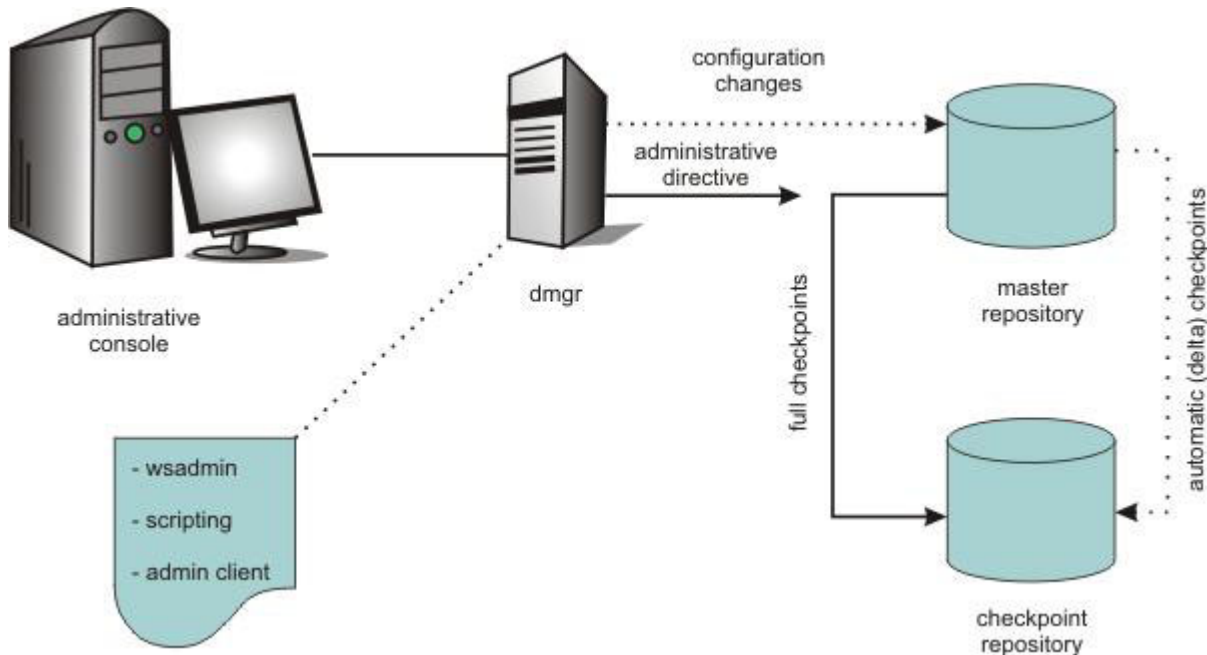 configuration
changes
administrative
directive
administrative
console
dmgr
master
repository
full checkpoints
automatic (delta) checkpoints
- wsadmin
- scripting
- admin client
checkpoint
repository